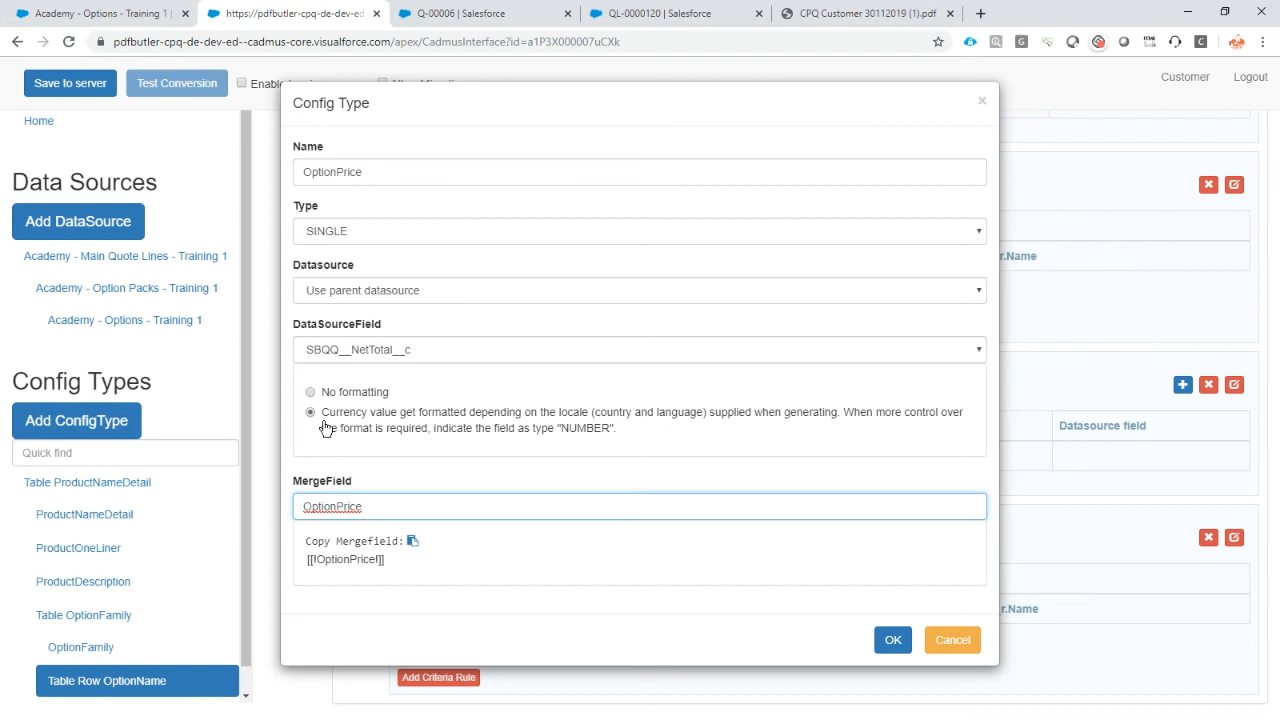 Academy - Options - Training 1
https://pdfbutler-cpq-de-dev-ed
Q-00006 | Salesforce
QL-0000120 | Salesforce
CPQ Customer 30112019 (1).pdf
pdfbutler-cpq-de-dev-ed--cadmus-core.visualforce.com/apex/CadmusInterface?id=a1P3X000007uCXk
Save to server
Test Conversion
Customer
Logout
Home
Data Sources
Add DataSource
Academy - Main Quote Lines - Training 1
Academy - Option Packs - Training 1
Academy - Options - Training 1
Config Types
Add ConfigType
Quick find
Table ProductNameDetail
ProductNameDetail
ProductOneLiner
ProductDescription
Table OptionFamily
OptionFamily
Table Row OptionName
Config Type
Name
OptionPrice
Type
SINGLE
Datasource
Use parent datasource
DataSourceField
SBQQ__NetTotal__c
No formatting
Currency value get formatted depending on the locale (country and language) supplied when generating. When more control over
format is required, indicate the field as type "NUMBER".
MergeField
OptionPrice
Copy Mergefield:
[[!OptionPrice!]]
OK
Cancel
r.Name
Datasource field
r.Name
Add Criteria Rule